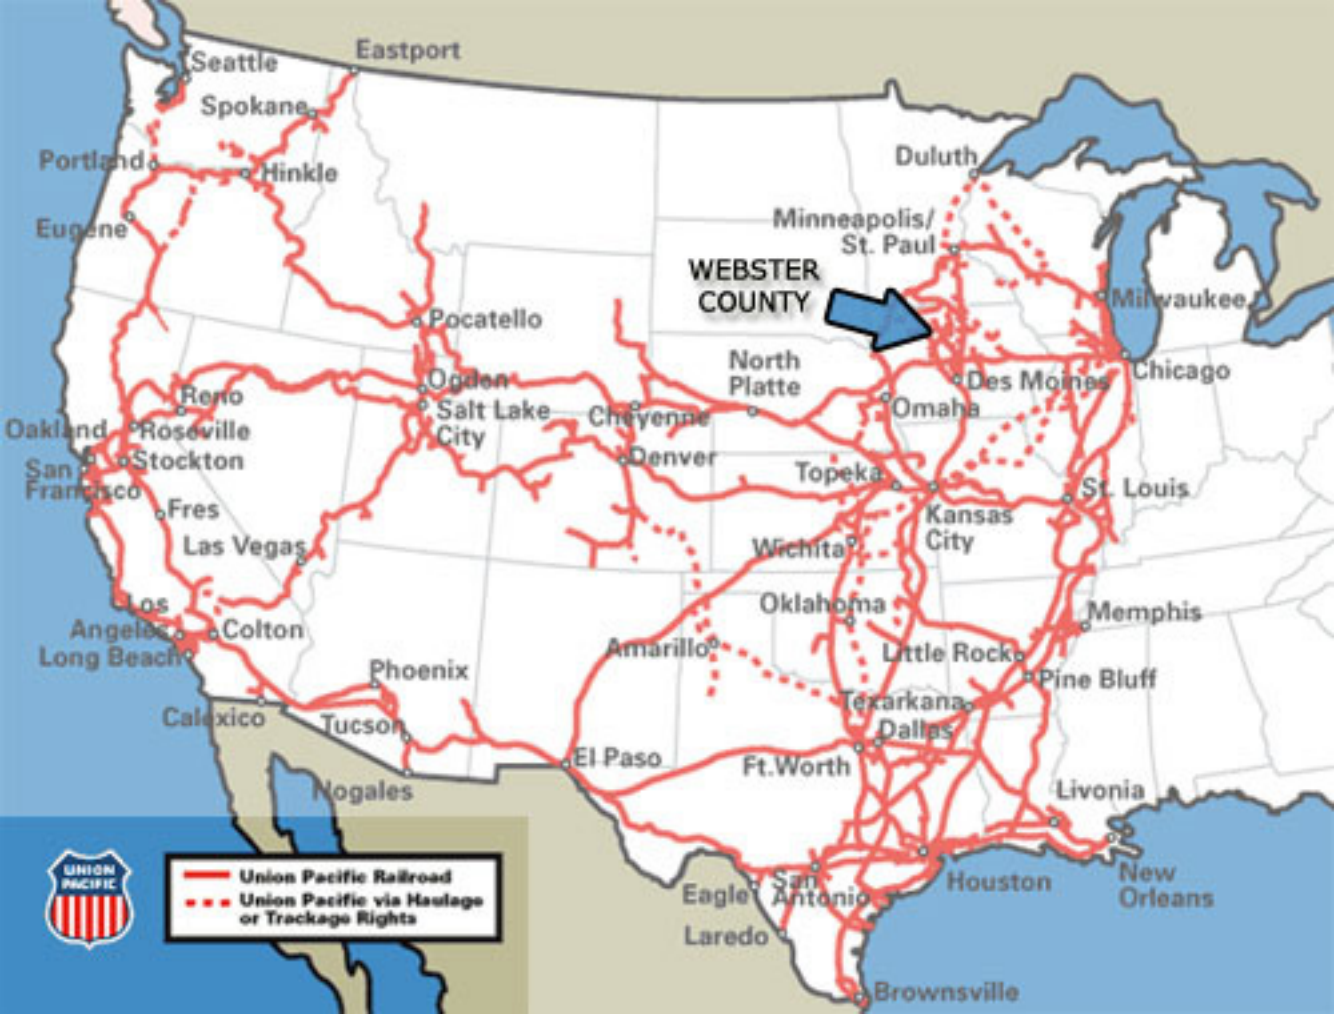 Eastport
Seattle
Spokane
Portland
Hinkle
Duluth
Eugene
Minneapolis/
St. Paul
WEBSTER
COUNTY
Milwaukee
Pocatello
North
Platte
Chicago
Ogden
Des Moines
Reno
Salt Lake
City
Cheyenne
Omaha
Oakland
Roseville
San
Francisco
Stockton
Denver
Topeka
St. Louis
Fres
Kansas
City
Las Vegas
Wichita
Los
Angeles
Long Beach
Colton
Oklahoma
Memphis
Amarillo
Little Rock
Phoenix
Pine Bluff
Calexico
Tucson
Texarkana
Dallas
El Paso
Ft.Worth
Nogales
Livonia
UNION
PACIFIC
Union Pacific Railroad
Union Pacific via Haulage
or Trackage Rights
Eagle
San
Antonio
Houston
New
Orleans
Laredo
Brownsville